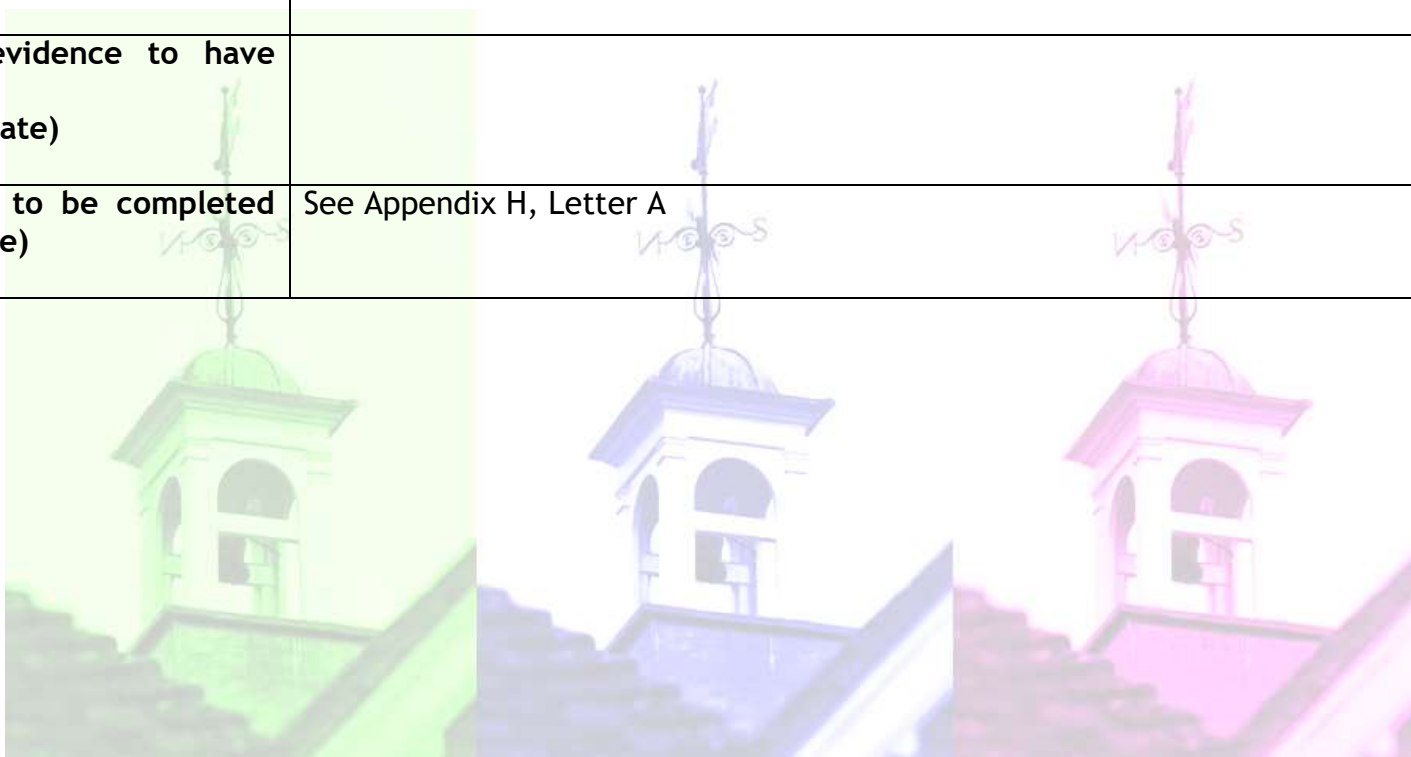 evidence to have
ate)
to be completed
See Appendix H, Letter A
e)
N S
N S
N S